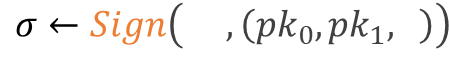 σ ← Sign( , (pk₀, pk₁, ))